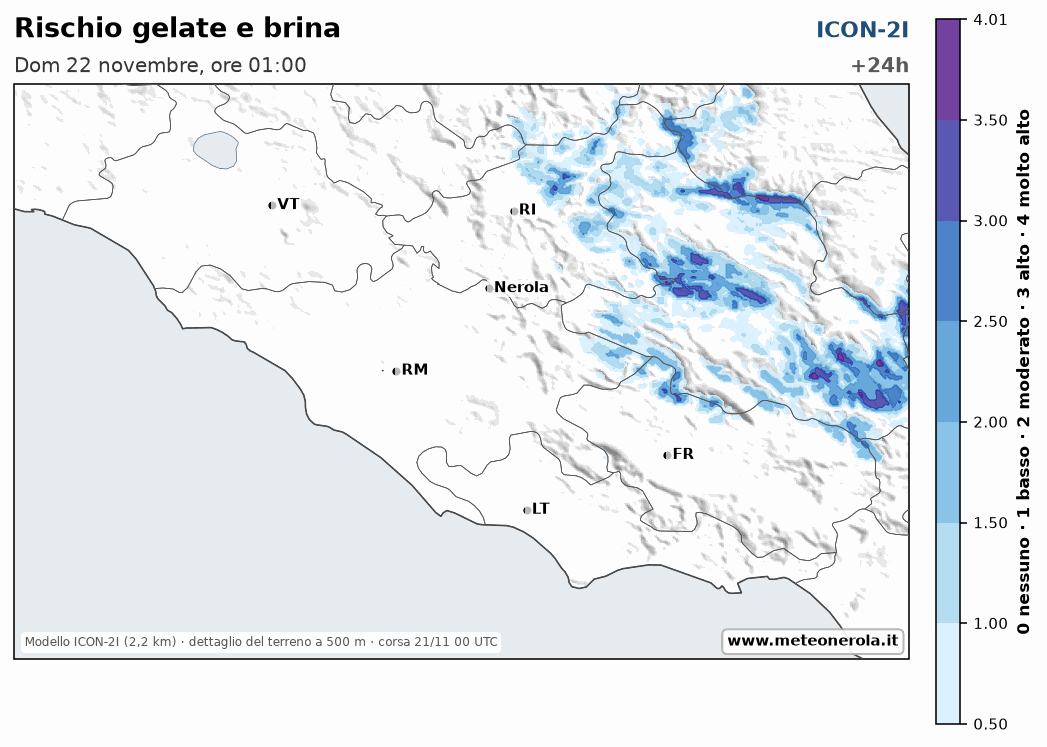 Rischio gelate e brina
ICON-2I
Dom 22 novembre, ore 01:00
+24h
VT
RI
Nerola
RM
FR
LT
Modello ICON-2I (2,2 km) · dettaglio del terreno a 500 m · corsa 21/11 00 UTC
www.meteonerola.it
4.01
3.50
3.00
2.50
2.00
1.50
1.00
0.50
0 nessuno · 1 basso · 2 moderato · 3 alto · 4 molto alto